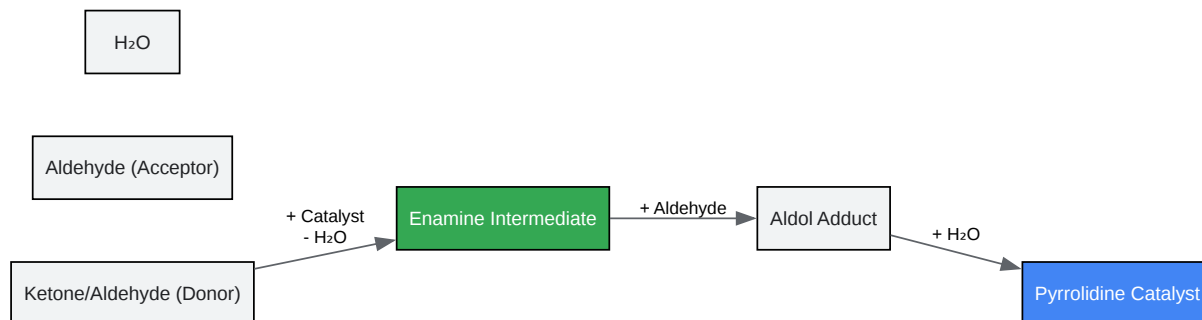 H₂O
Aldehyde (Acceptor)
+ Catalyst
- H₂O
Enamine Intermediate
+ Aldehyde
Aldol Adduct
+ H₂O
Ketone/Aldehyde (Donor)
Pyrrolidine Catalyst